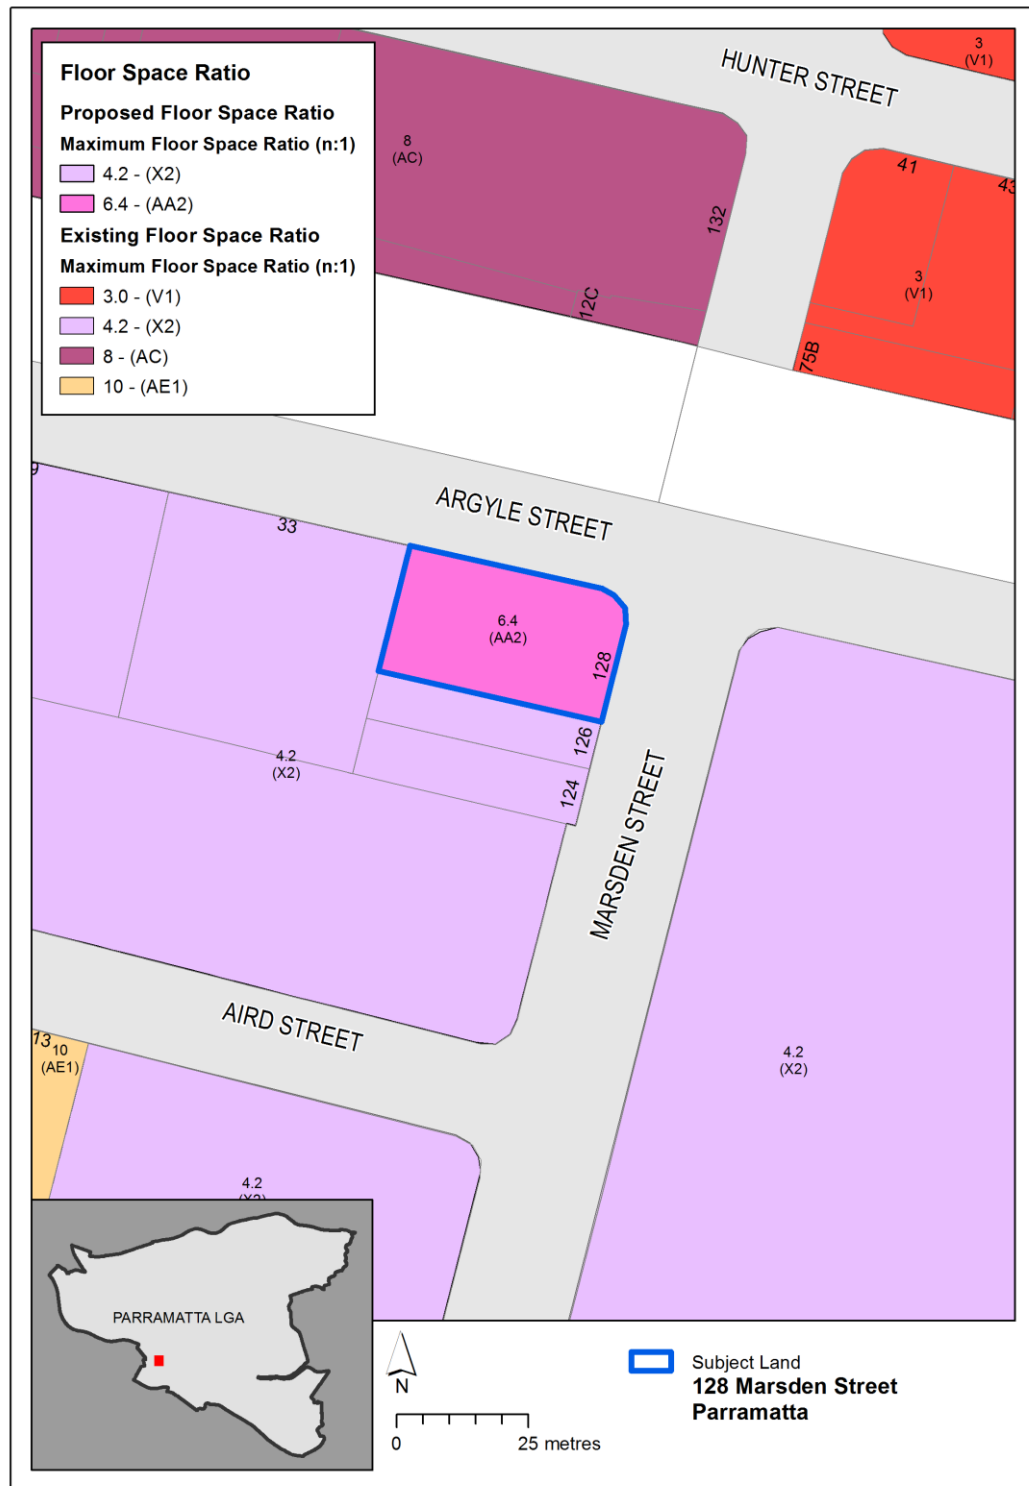 Floor Space Ratio
Proposed Floor Space Ratio
Maximum Floor Space Ratio (n:1)
4.2 - (X2)
6.4 - (AA2)
Existing Floor Space Ratio
Maximum Floor Space Ratio (n:1)
3.0 - (V1)
4.2 - (X2)
8 - (AC)
10 - (AE1)
HUNTER STREET
3
(V1)
8
(AC)
132
12C
41
43
3
(V1)
75B
ARGYLE STREET
9
33
6.4
(AA2)
128
126
124
4.2
(X2)
MARSDEN STREET
AIRD STREET
13
10
(AE1)
4.2
(X2)
4.2
(X2)
PARRAMATTA LGA
N
0 25 metres
Subject Land
128 Marsden Street
Parramatta